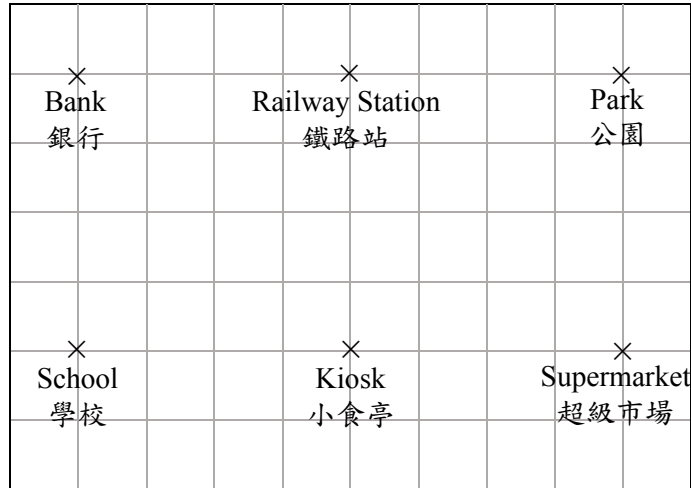 Bank
銀行
Railway Station
鐵路站
Park
公園
School
學校
Kiosk
小食亭
Supermarket
超級市場